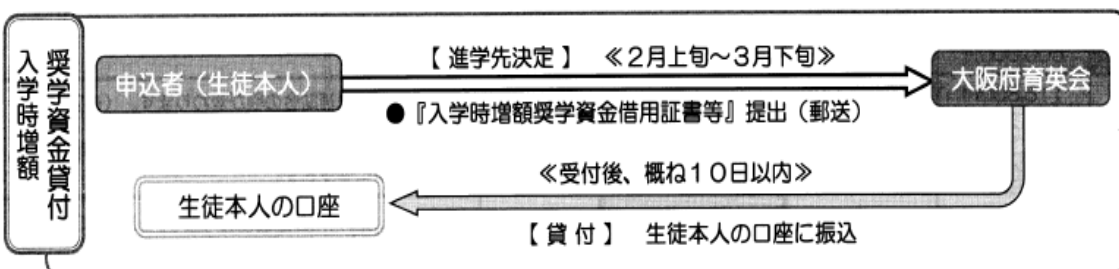 入学時増額
奨学資金貸付
申込者（生徒本人）
【 進学先決定 】　≪２月上旬～３月下旬≫
●『入学時増額奨学資金借用証書等』提出（郵送）
大阪府育英会
≪受付後、概ね１０日以内≫
生徒本人の口座
【 貸 付 】　生徒本人の口座に振込